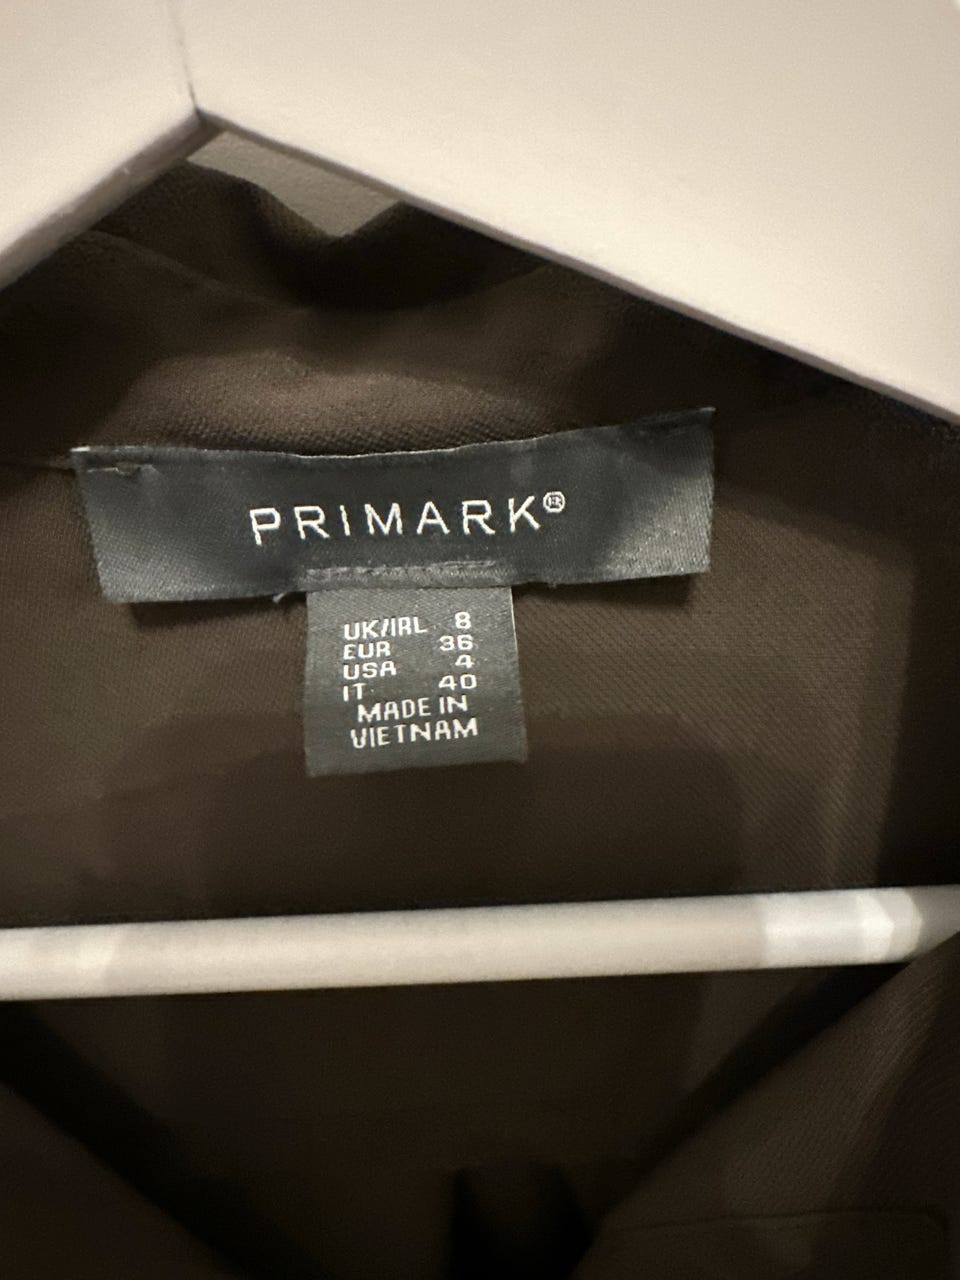 PRIMARK®
UK/IRL 8
EUR 36
USA 4
IT 40
MADE IN
VIETNAM